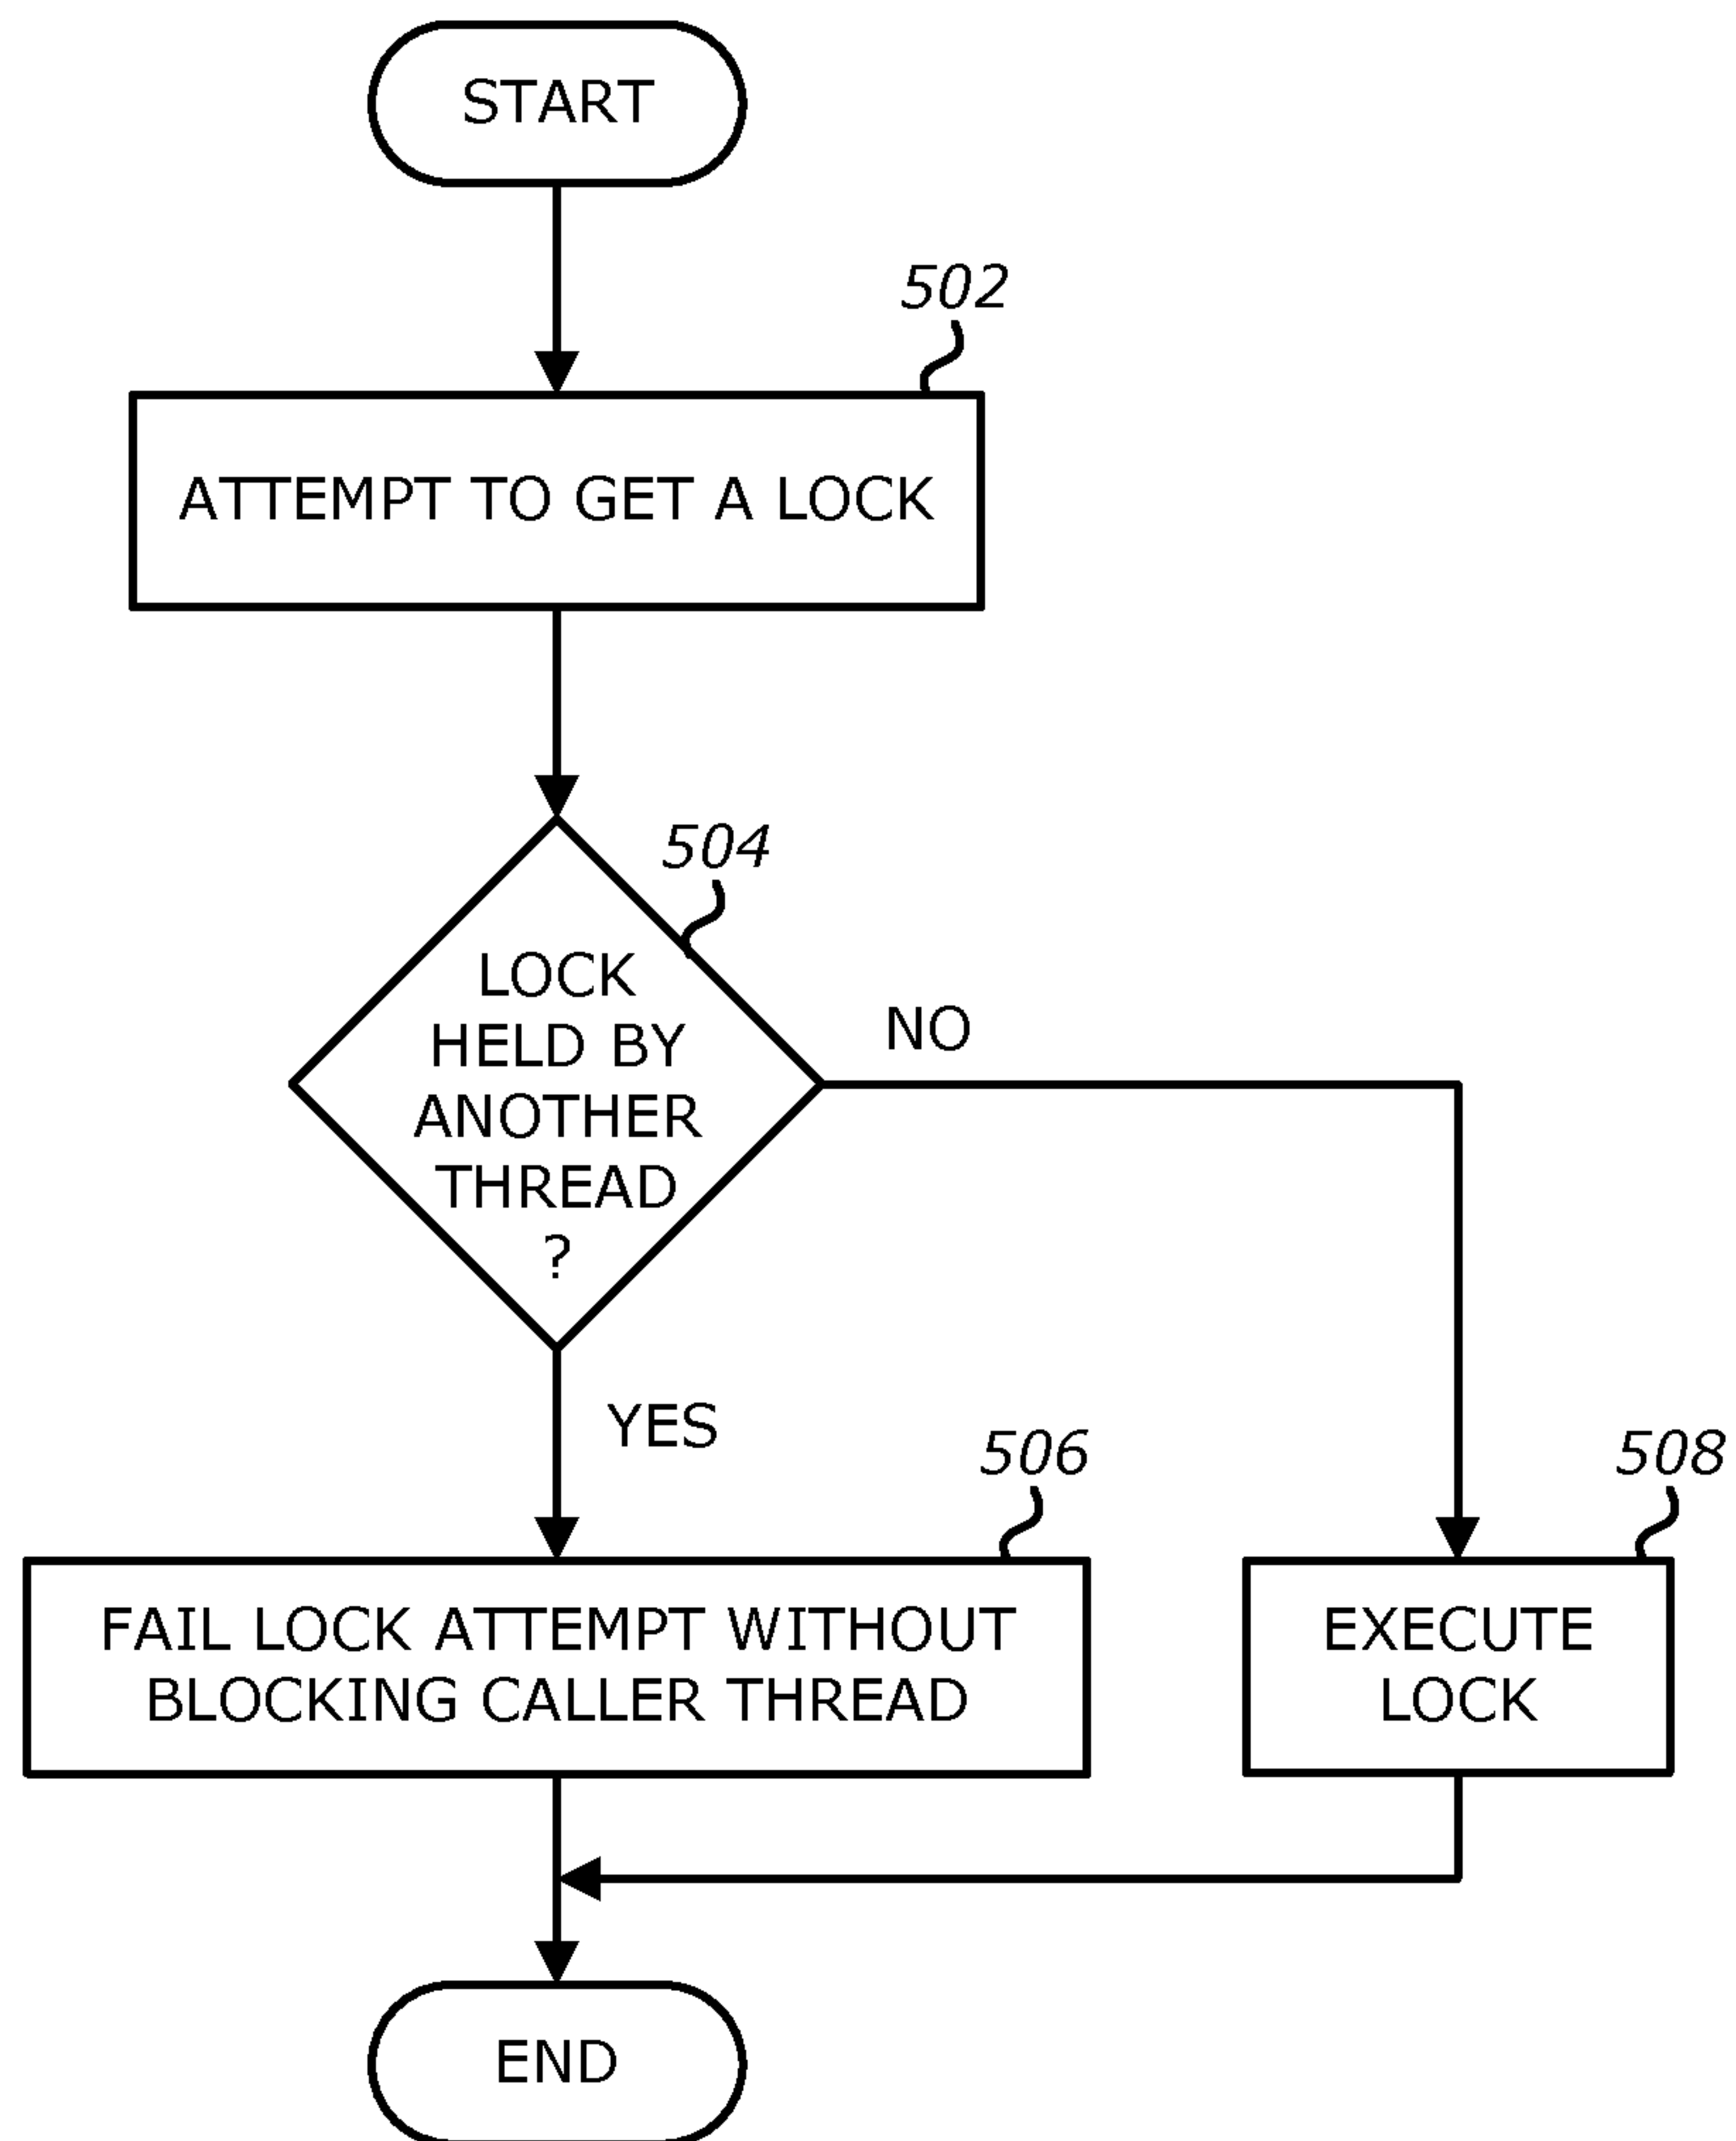 START
502
ATTEMPT TO GET A LOCK
504
LOCK
HELD BY
ANOTHER
THREAD
?
NO
YES
506
508
FAIL LOCK ATTEMPT WITHOUT
BLOCKING CALLER THREAD
EXECUTE
LOCK
END